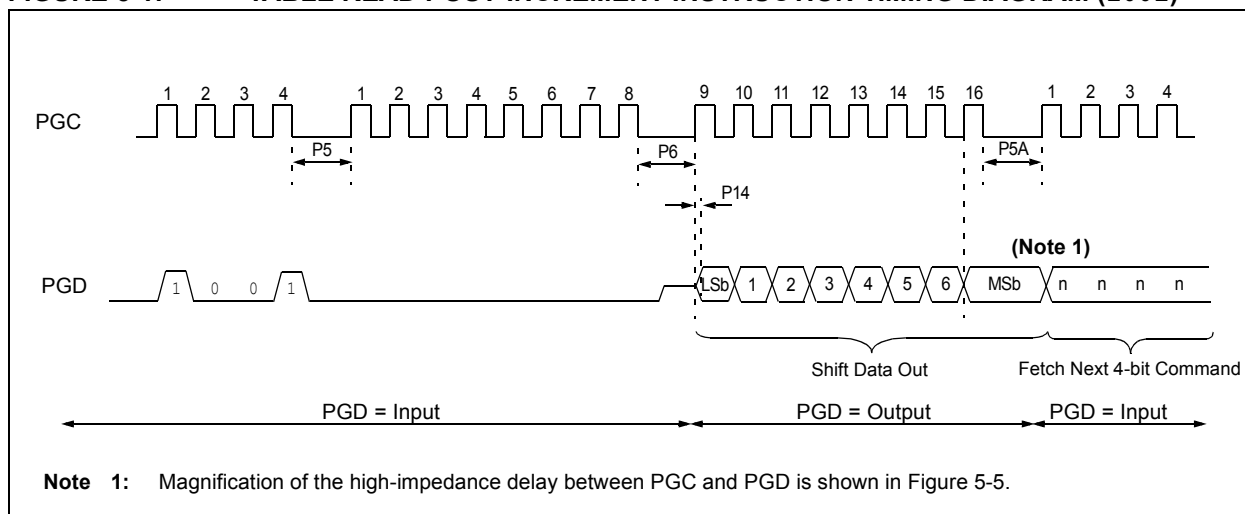 1 2 3 4 1 2 3 4 5 6 7 8 9 10 11 12 13 14 15 16 1 2 3 4
PGC
P5 P6 P5A
P14
(Note 1)
PGD 1 0 0 1 LSb 1 2 3 4 5 6 MSb n n n n
Shift Data Out Fetch Next 4-bit Command
PGD = Input PGD = Output PGD = Input
Note 1: Magnification of the high-impedance delay between PGC and PGD is shown in Figure 5-5.